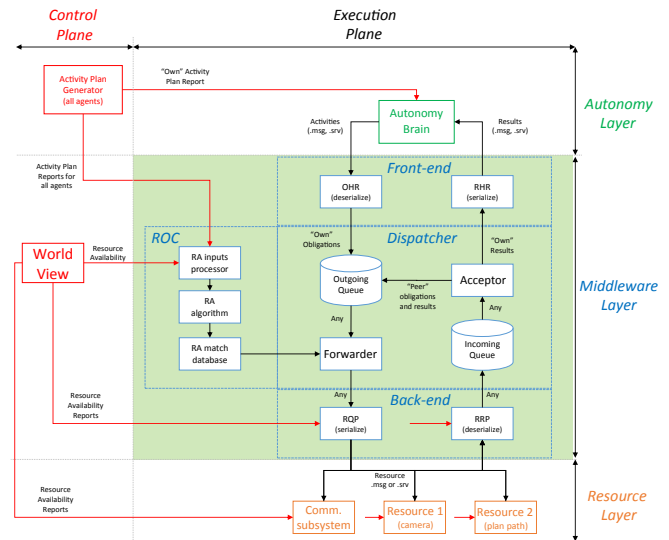 Control
Plane
Execution
Plane
Activity Plan
Generator
(all agents)
"Own" Activity
Plan Report
Autonomy
Brain
Autonomy
Layer
Activities
(.msg, .srv)
Results
(.msg, .srv)
Activity Plan
Reports for
all agents
Front-end
OHR
(deserialize)
RHR
(serialize)
ROC
"Own"
Obligations
Dispatcher
"Own"
Results
World
View
Resource
Availability
RA inputs
processor
Outgoing
Queue
Acceptor
"Peer"
obligations
and results
Middleware
Layer
RA
algorithm
Any
Any
RA match
database
Forwarder
Incoming
Queue
Any
Any
Back-end
Resource
Availability
Reports
RQP
(serialize)
RRP
(deserialize)
Resource
Availability
Reports
Resource
.msg or .srv
Comm.
subsystem
Resource 1
(camera)
Resource 2
(plan path)
Resource
Layer